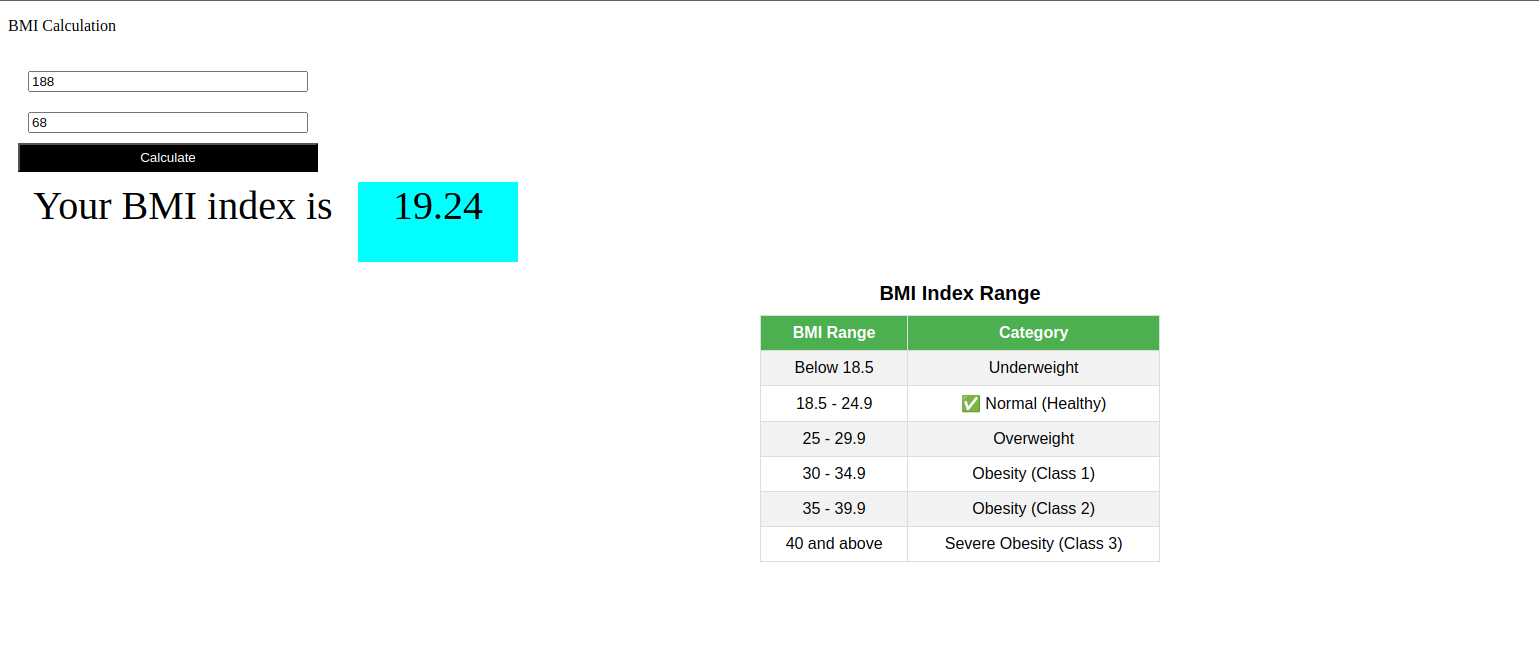 BMI Calculation
188
68
Calculate
Your BMI index is 19.24
BMI Index Range
BMI Range Category
Below 18.5 Underweight
18.5 - 24.9 ✅ Normal (Healthy)
25 - 29.9 Overweight
30 - 34.9 Obesity (Class 1)
35 - 39.9 Obesity (Class 2)
40 and above Severe Obesity (Class 3)